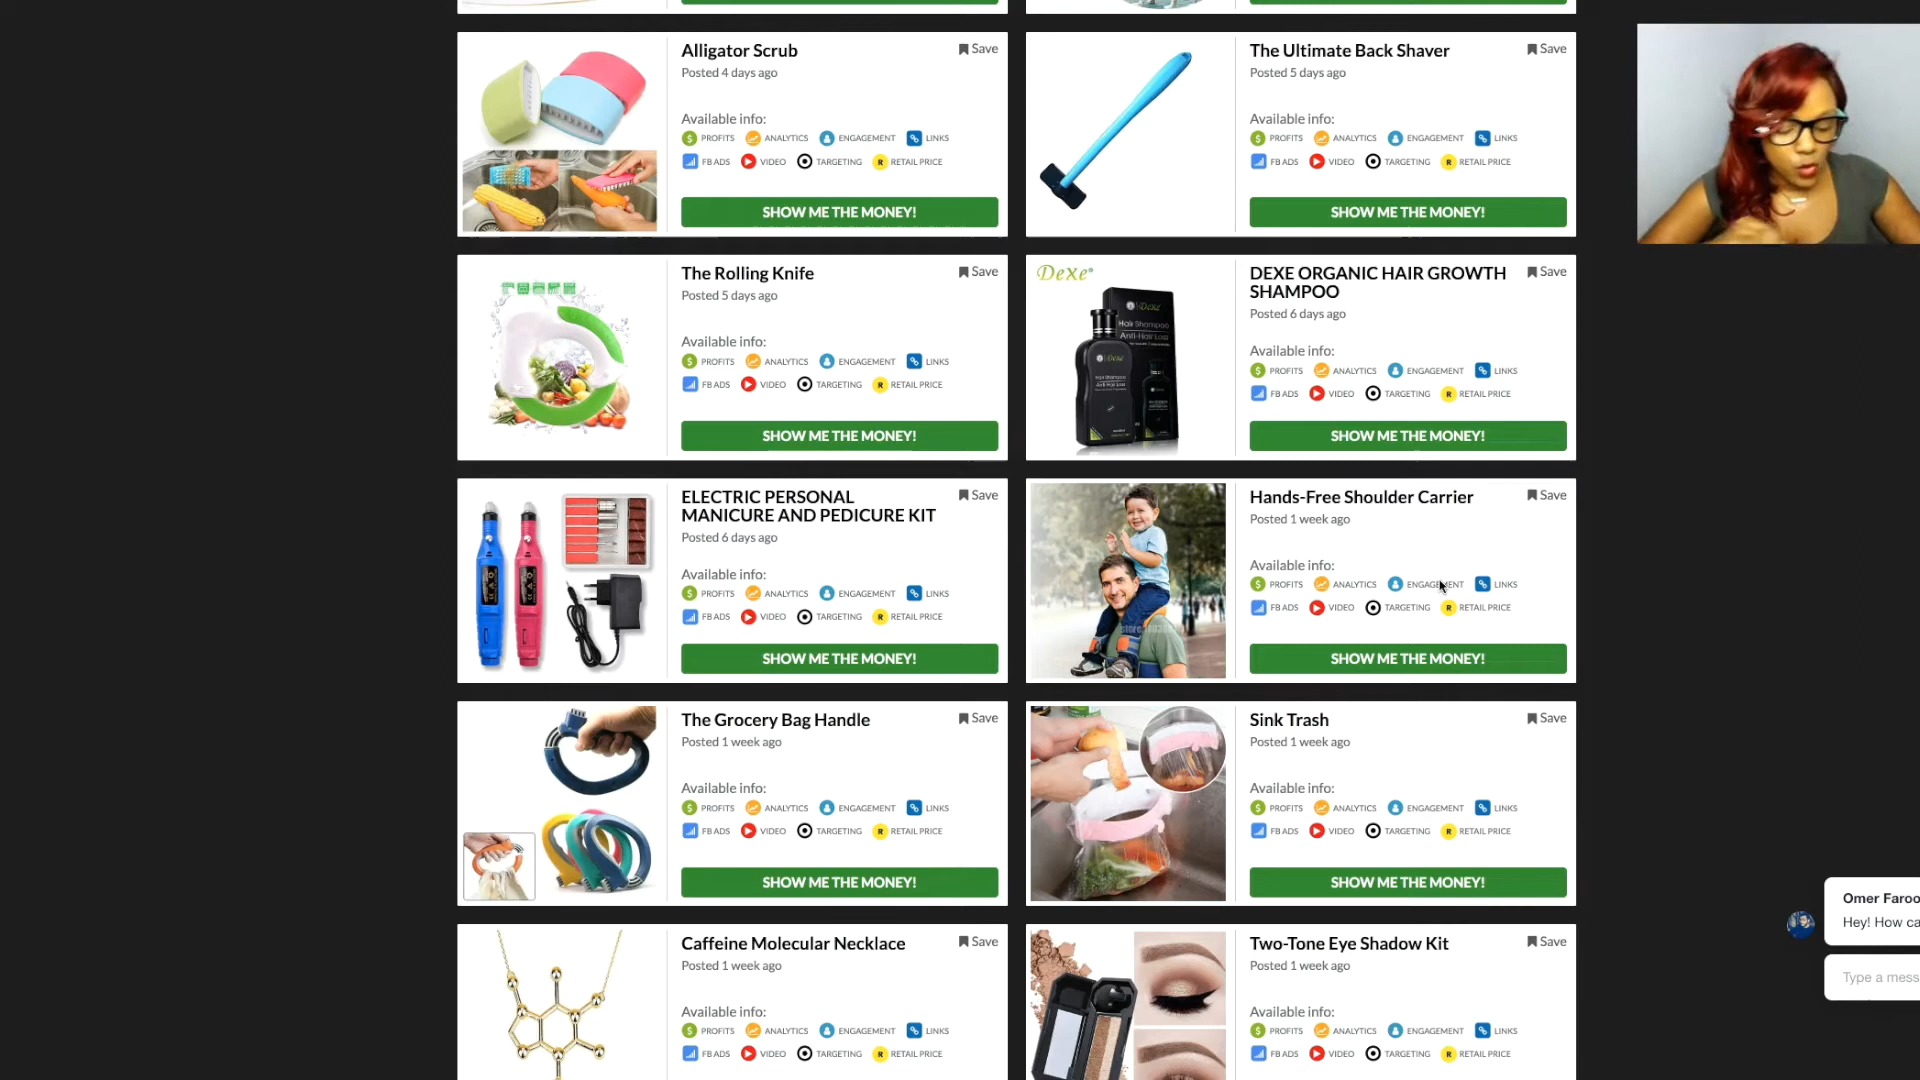 Alligator Scrub
Save
Posted 4 days ago
Available info:
PROFITS ANALYTICS ENGAGEMENT LINKS
FB ADS VIDEO TARGETING R RETAIL PRICE
SHOW ME THE MONEY!
The Ultimate Back Shaver
Save
Posted 5 days ago
Available info:
PROFITS ANALYTICS ENGAGEMENT LINKS
FB ADS VIDEO TARGETING R RETAIL PRICE
SHOW ME THE MONEY!
The Rolling Knife
Save
Posted 5 days ago
Available info:
PROFITS ANALYTICS ENGAGEMENT LINKS
FB ADS VIDEO TARGETING R RETAIL PRICE
SHOW ME THE MONEY!
Dexe
Hair Shampoo
Anti-Hair Loss
DEXE ORGANIC HAIR GROWTH
SHAMPOO
Save
Posted 6 days ago
Available info:
PROFITS ANALYTICS ENGAGEMENT LINKS
FB ADS VIDEO TARGETING R RETAIL PRICE
SHOW ME THE MONEY!
ELECTRIC PERSONAL
MANICURE AND PEDICURE KIT
Save
Posted 6 days ago
Available info:
PROFITS ANALYTICS ENGAGEMENT LINKS
FB ADS VIDEO TARGETING R RETAIL PRICE
SHOW ME THE MONEY!
Hands-Free Shoulder Carrier
Save
Posted 1 week ago
Available info:
PROFITS ANALYTICS ENGAGEMENT LINKS
FB ADS VIDEO TARGETING R RETAIL PRICE
SHOW ME THE MONEY!
The Grocery Bag Handle
Save
Posted 1 week ago
Available info:
PROFITS ANALYTICS ENGAGEMENT LINKS
FB ADS VIDEO TARGETING R RETAIL PRICE
SHOW ME THE MONEY!
Sink Trash
Save
Posted 1 week ago
Available info:
PROFITS ANALYTICS ENGAGEMENT LINKS
FB ADS VIDEO TARGETING R RETAIL PRICE
SHOW ME THE MONEY!
Caffeine Molecular Necklace
Save
Posted 1 week ago
Available info:
PROFITS ANALYTICS ENGAGEMENT LINKS
FB ADS VIDEO TARGETING R RETAIL PRICE
Two-Tone Eye Shadow Kit
Save
Posted 1 week ago
Available info:
PROFITS ANALYTICS ENGAGEMENT LINKS
FB ADS VIDEO TARGETING R RETAIL PRICE
Omer Faroo
Hey! How ca
Type a mess